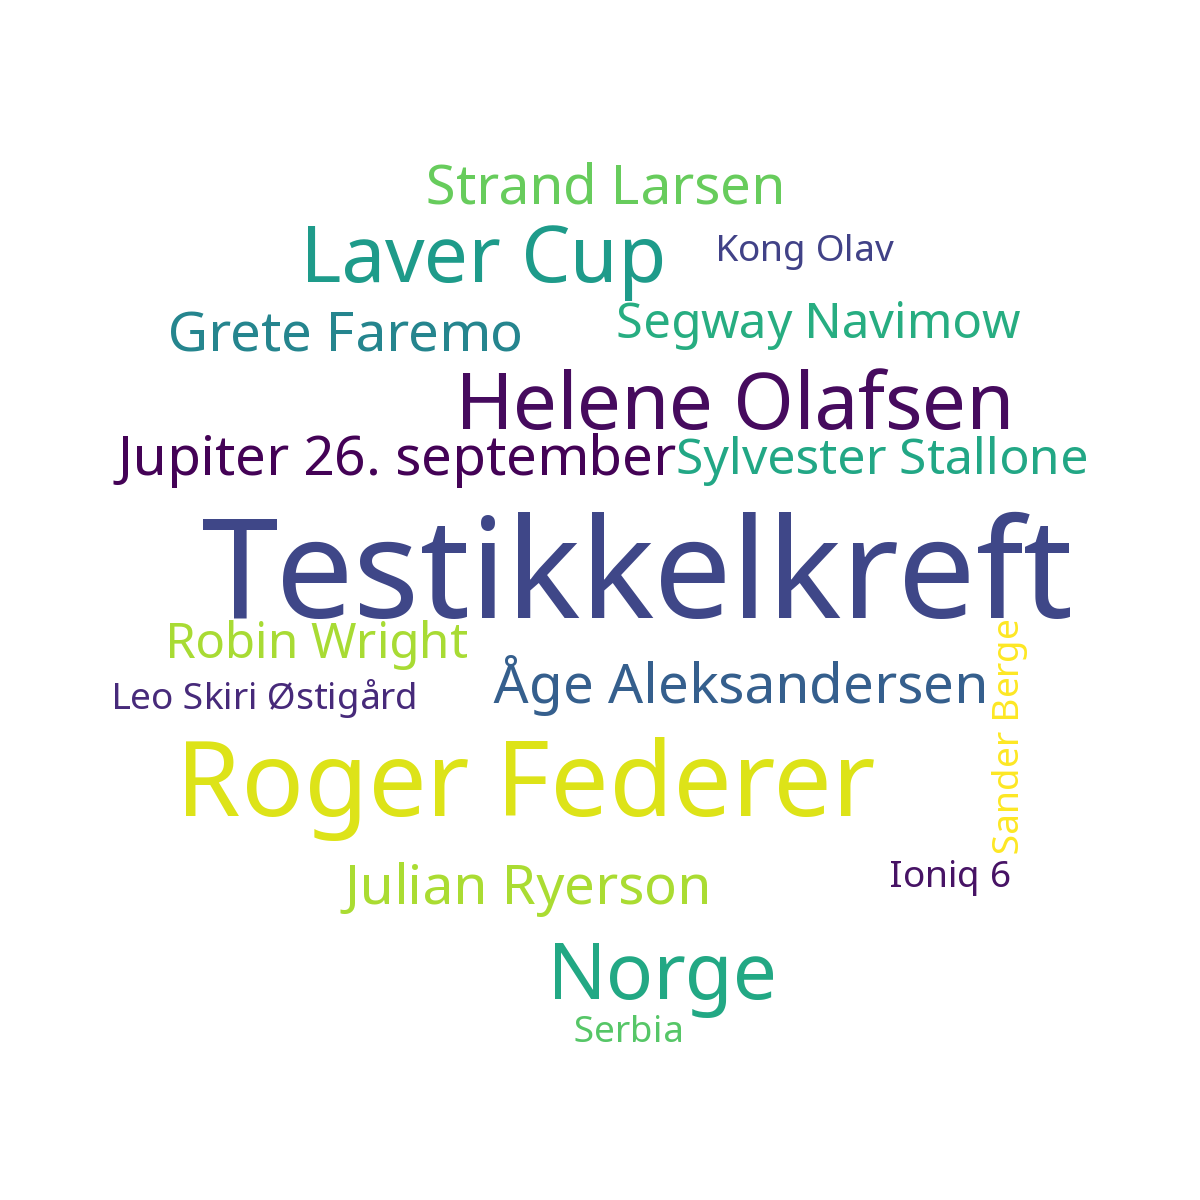 Strand Larsen
Laver Cup
Kong Olav
Grete Faremo
Segway Navimow
Helene Olafsen
Jupiter 26. september
Sylvester Stallone
Testikkelkreft
Robin Wright
Åge Aleksandersen
Sander Berge
Leo Skiri Østigård
Roger Federer
Julian Ryerson
Ioniq 6
Norge
Serbia